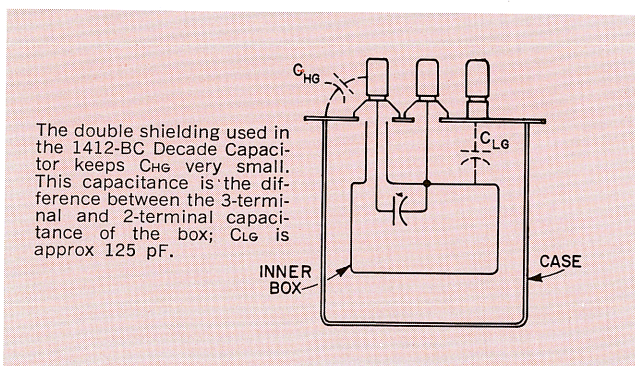 The double shielding used in
the 1412-BC Decade Capaci-
tor keeps CHG very small.
This capacitance is the dif-
ference between the 3-termi-
nal and 2-terminal capaci-
tance of the box; CLG is
approx 125 pF.
CHG
CLG
INNER
BOX
CASE